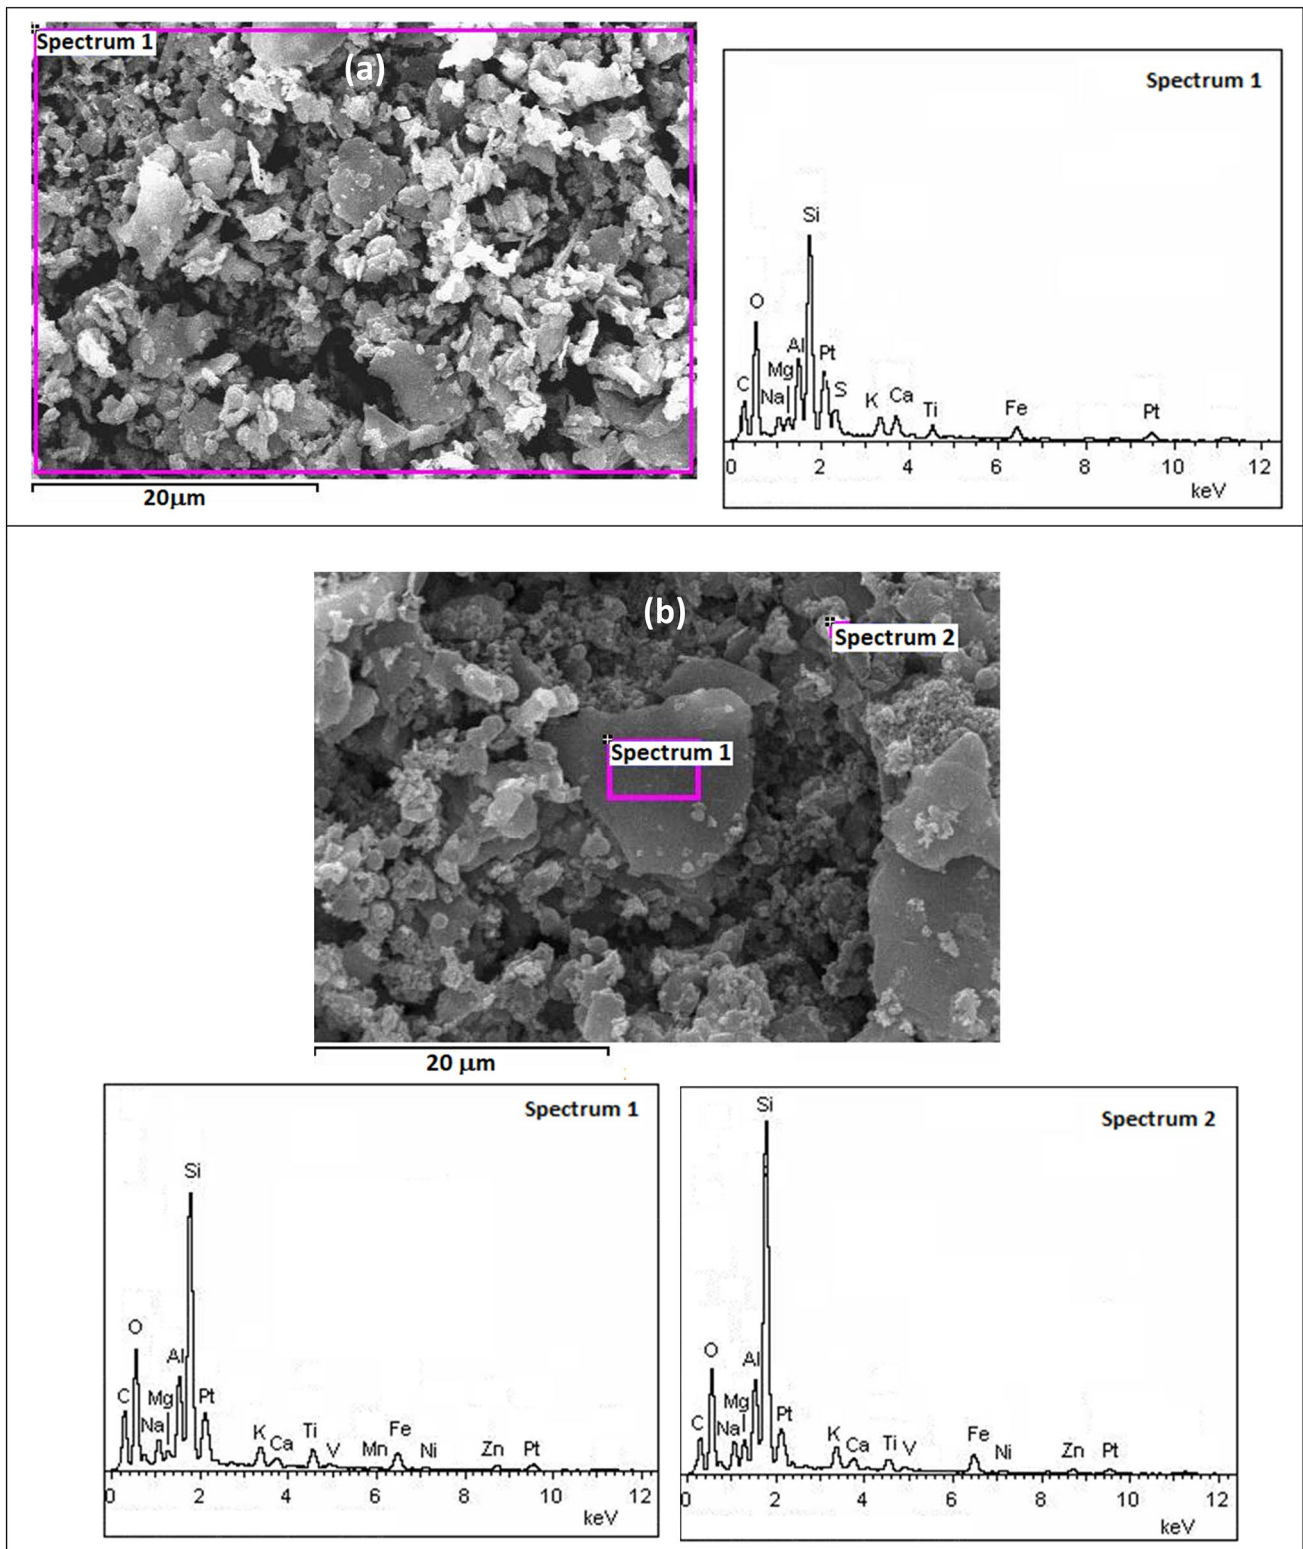 Spectrum 1
(a)
20μm
Spectrum 1
Si
O
Al
Mg
Pt
C
Na
S
K
Ca
Ti
Fe
Pt
0 2 4 6 8 10 12
keV
(b)
Spectrum 2
Spectrum 1
20 μm
Spectrum 1
Si
O
Al
C
Mg
Pt
Na
K
Ca
Ti
V
Mn
Fe
Ni
Zn
Pt
0 2 4 6 8 10 12
keV
Spectrum 2
Si
O
Al
Mg
C
Na
Pt
K
Ca
Ti
V
Fe
Ni
Zn
Pt
0 2 4 6 8 10 12
keV